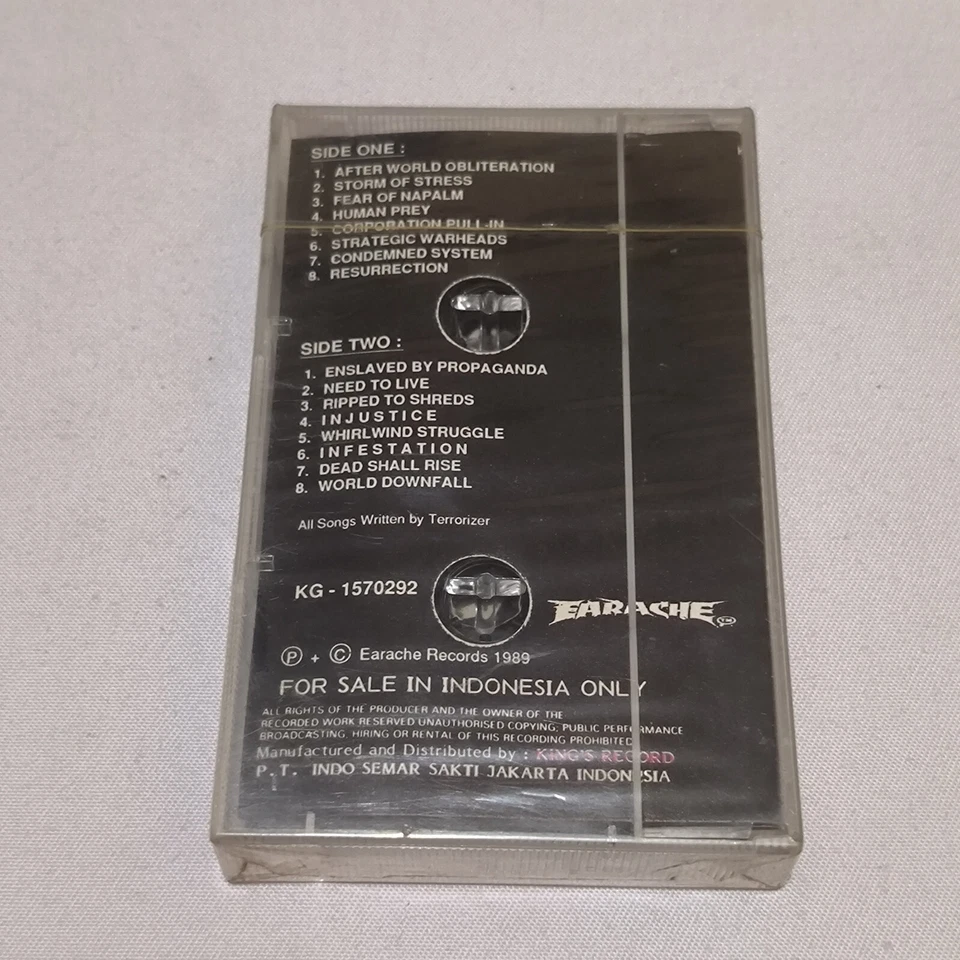 SIDE ONE :
1. AFTER WORLD OBLITERATION
2. STORM OF STRESS
3. FEAR OF NAPALM
4. HUMAN PREY
5. CORPORATION PULL-IN
6. STRATEGIC WARHEADS
7. CONDEMNED SYSTEM
8. RESURRECTION
SIDE TWO :
1. ENSLAVED BY PROPAGANDA
2. NEED TO LIVE
3. RIPPED TO SHREDS
4. INJUSTICE
5. WHIRLWIND STRUGGLE
6. INFESTATION
7. DEAD SHALL RISE
8. WORLD DOWNFALL
All Songs Written by Terrorizer
KG - 1570292
EARACHE TM
Ⓟ + © Earache Records 1989
FOR SALE IN INDONESIA ONLY
ALL RIGHTS OF THE PRODUCER AND THE OWNER OF THE
RECORDED WORK RESERVED UNAUTHORISED COPYING; PUBLIC PERFORMANCE
BROADCASTING, HIRING OR RENTAL OF THIS RECORDING PROHIBITED
Manufactured and Distributed by : KING'S RECORD
P.T. INDO SEMAR SAKTI JAKARTA INDONESIA